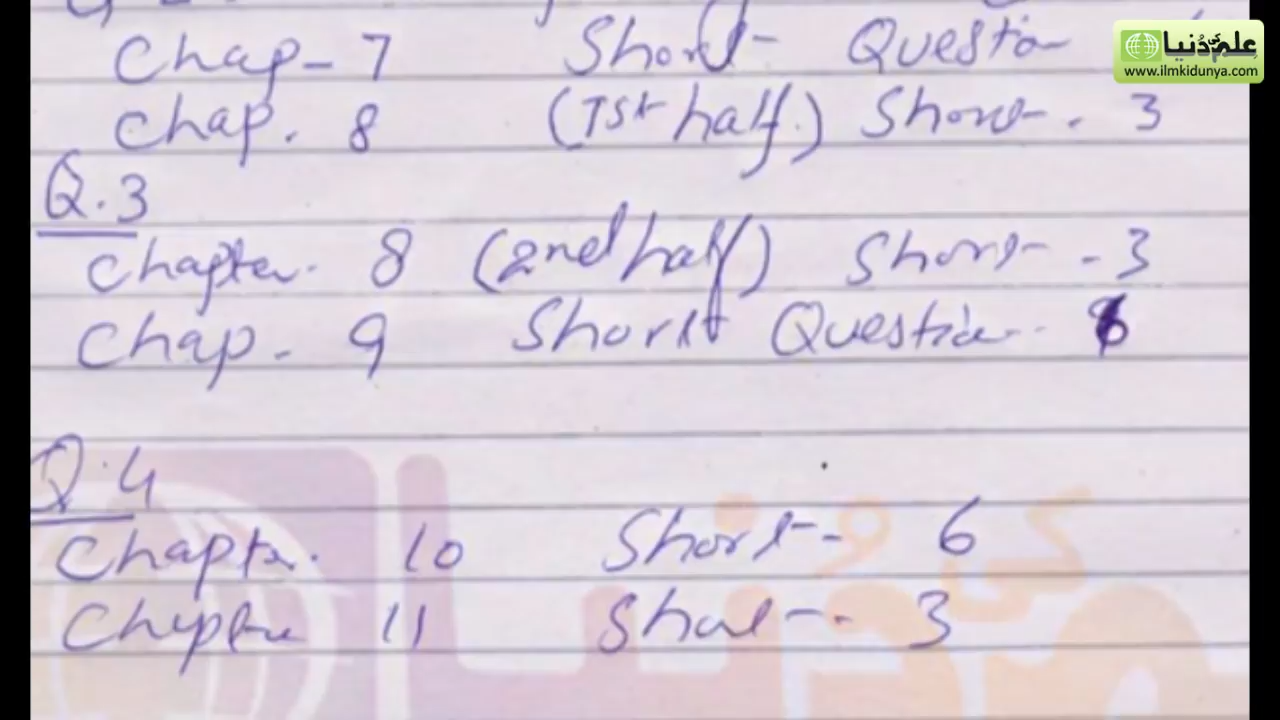 علم کی دنیا
www.ilmkidunya.com
Chap - 7 Short - Question
Chap. 8 (Ist half.) Short - . 3
Q.3
Chapter. 8 (2nd half) Short - . 3
Chap. 9 Short Question - 6
Q.4
Chapter. 10 Short - . 6
Chapter 11 Short - . 3